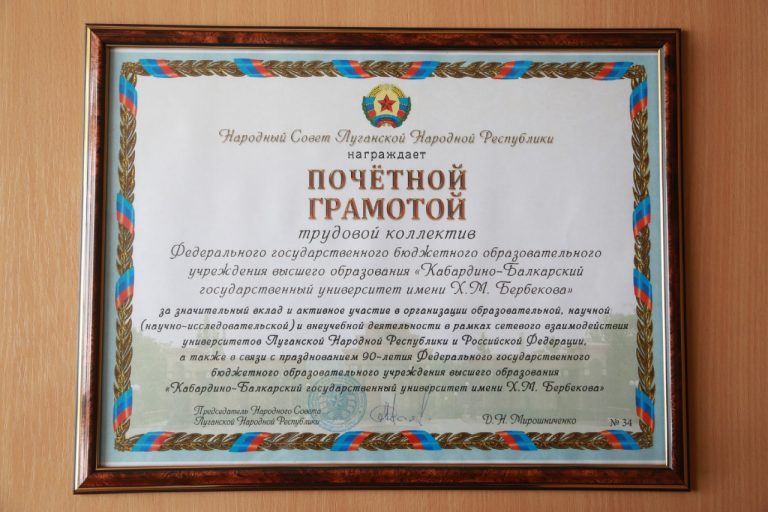 Народный Совет Луганской Народной Республики
награждает
ПОЧЁТНОЙ
ГРАМОТОЙ
трудовой коллектив
Федерального государственного бюджетного образовательного
учреждения высшего образования «Кабардино-Балкарский
государственный университет имени Х.М. Бербекова»
за значительный вклад и активное участие в организации образовательной, научной
(научно-исследовательской) и внеучебной деятельности в рамках сетевого взаимодействия
университетов Луганской Народной Республики и Российской Федерации,
а также в связи с празднованием 90-летия Федерального государственного
бюджетного образовательного учреждения высшего образования
«Кабардино-Балкарский государственный университет имени Х.М. Бербекова»
Председатель Народного Совета
Луганской Народной Республики
Д.Н. Мирошниченко
№ 34